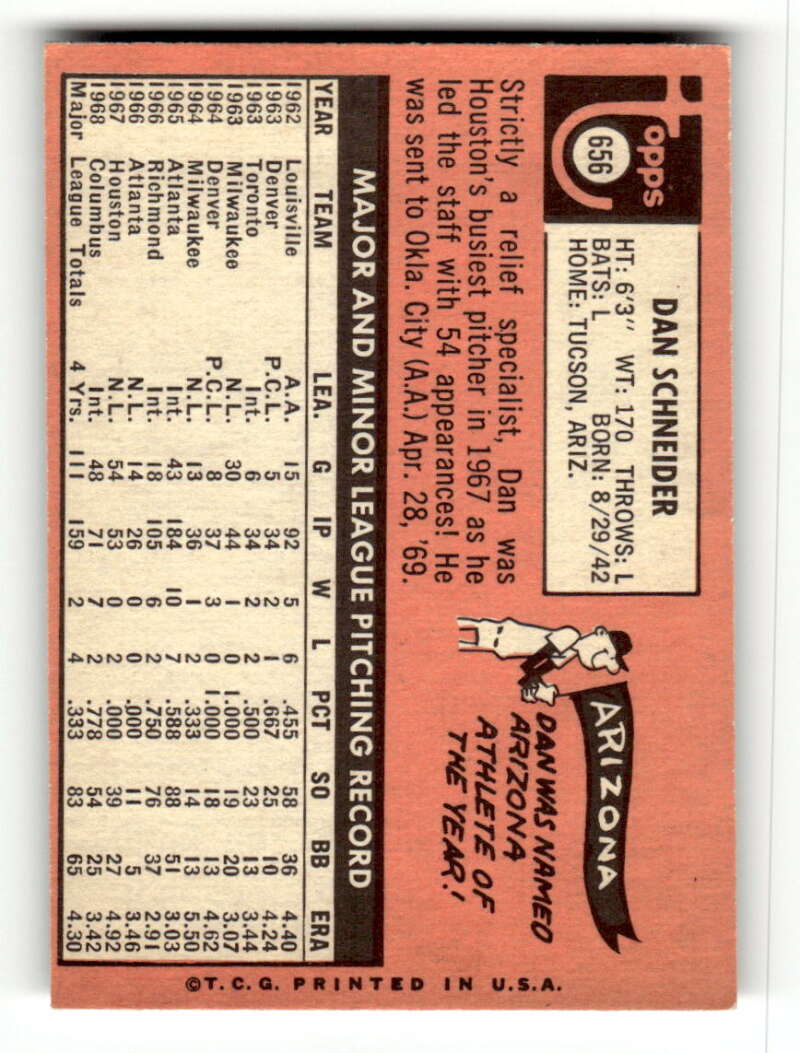 Topps
656
DAN SCHNEIDER
HT: 6'3" WT: 170 THROWS: L
BATS: L BORN: 8/29/42
HOME: TUCSON, ARIZ.
Strictly a relief specialist, Dan was
Houston's busiest pitcher in 1967 as he
led the staff with 54 appearances! He
was sent to Okla. City (A.A.) Apr. 28, '69.
ARIZONA
DAN WAS NAMED
ARIZONA
ATHLETE OF
THE YEAR!
MAJOR AND MINOR LEAGUE PITCHING RECORD
YEAR TEAM LEA. G IP W L PCT SO BB ERA
1962 Louisville A.A. 15 92 5 6 .455 58 36 4.40
1963 Denver P.C.L. 5 34 2 1 .667 25 10 4.24
1963 Toronto Int. 6 34 2 2 .500 23 13 3.44
1963 Milwaukee N.L. 30 44 1 0 1.000 19 20 3.07
1964 Denver P.C.L. 8 37 3 0 1.000 18 13 4.62
1964 Milwaukee N.L. 13 36 1 2 .333 14 13 5.50
1965 Atlanta Int. 43 184 10 7 .588 88 51 3.03
1966 Richmond Int. 18 105 6 2 .750 76 37 2.91
1966 Atlanta N.L. 14 26 0 0 .000 11 5 3.46
1967 Houston N.L. 54 53 0 2 .000 39 27 4.92
1968 Columbus Int. 48 71 7 2 .778 54 25 3.42
Major League Totals 4 Yrs. 111 159 2 4 .333 83 65 4.30
©T.C.G. PRINTED IN U.S.A.